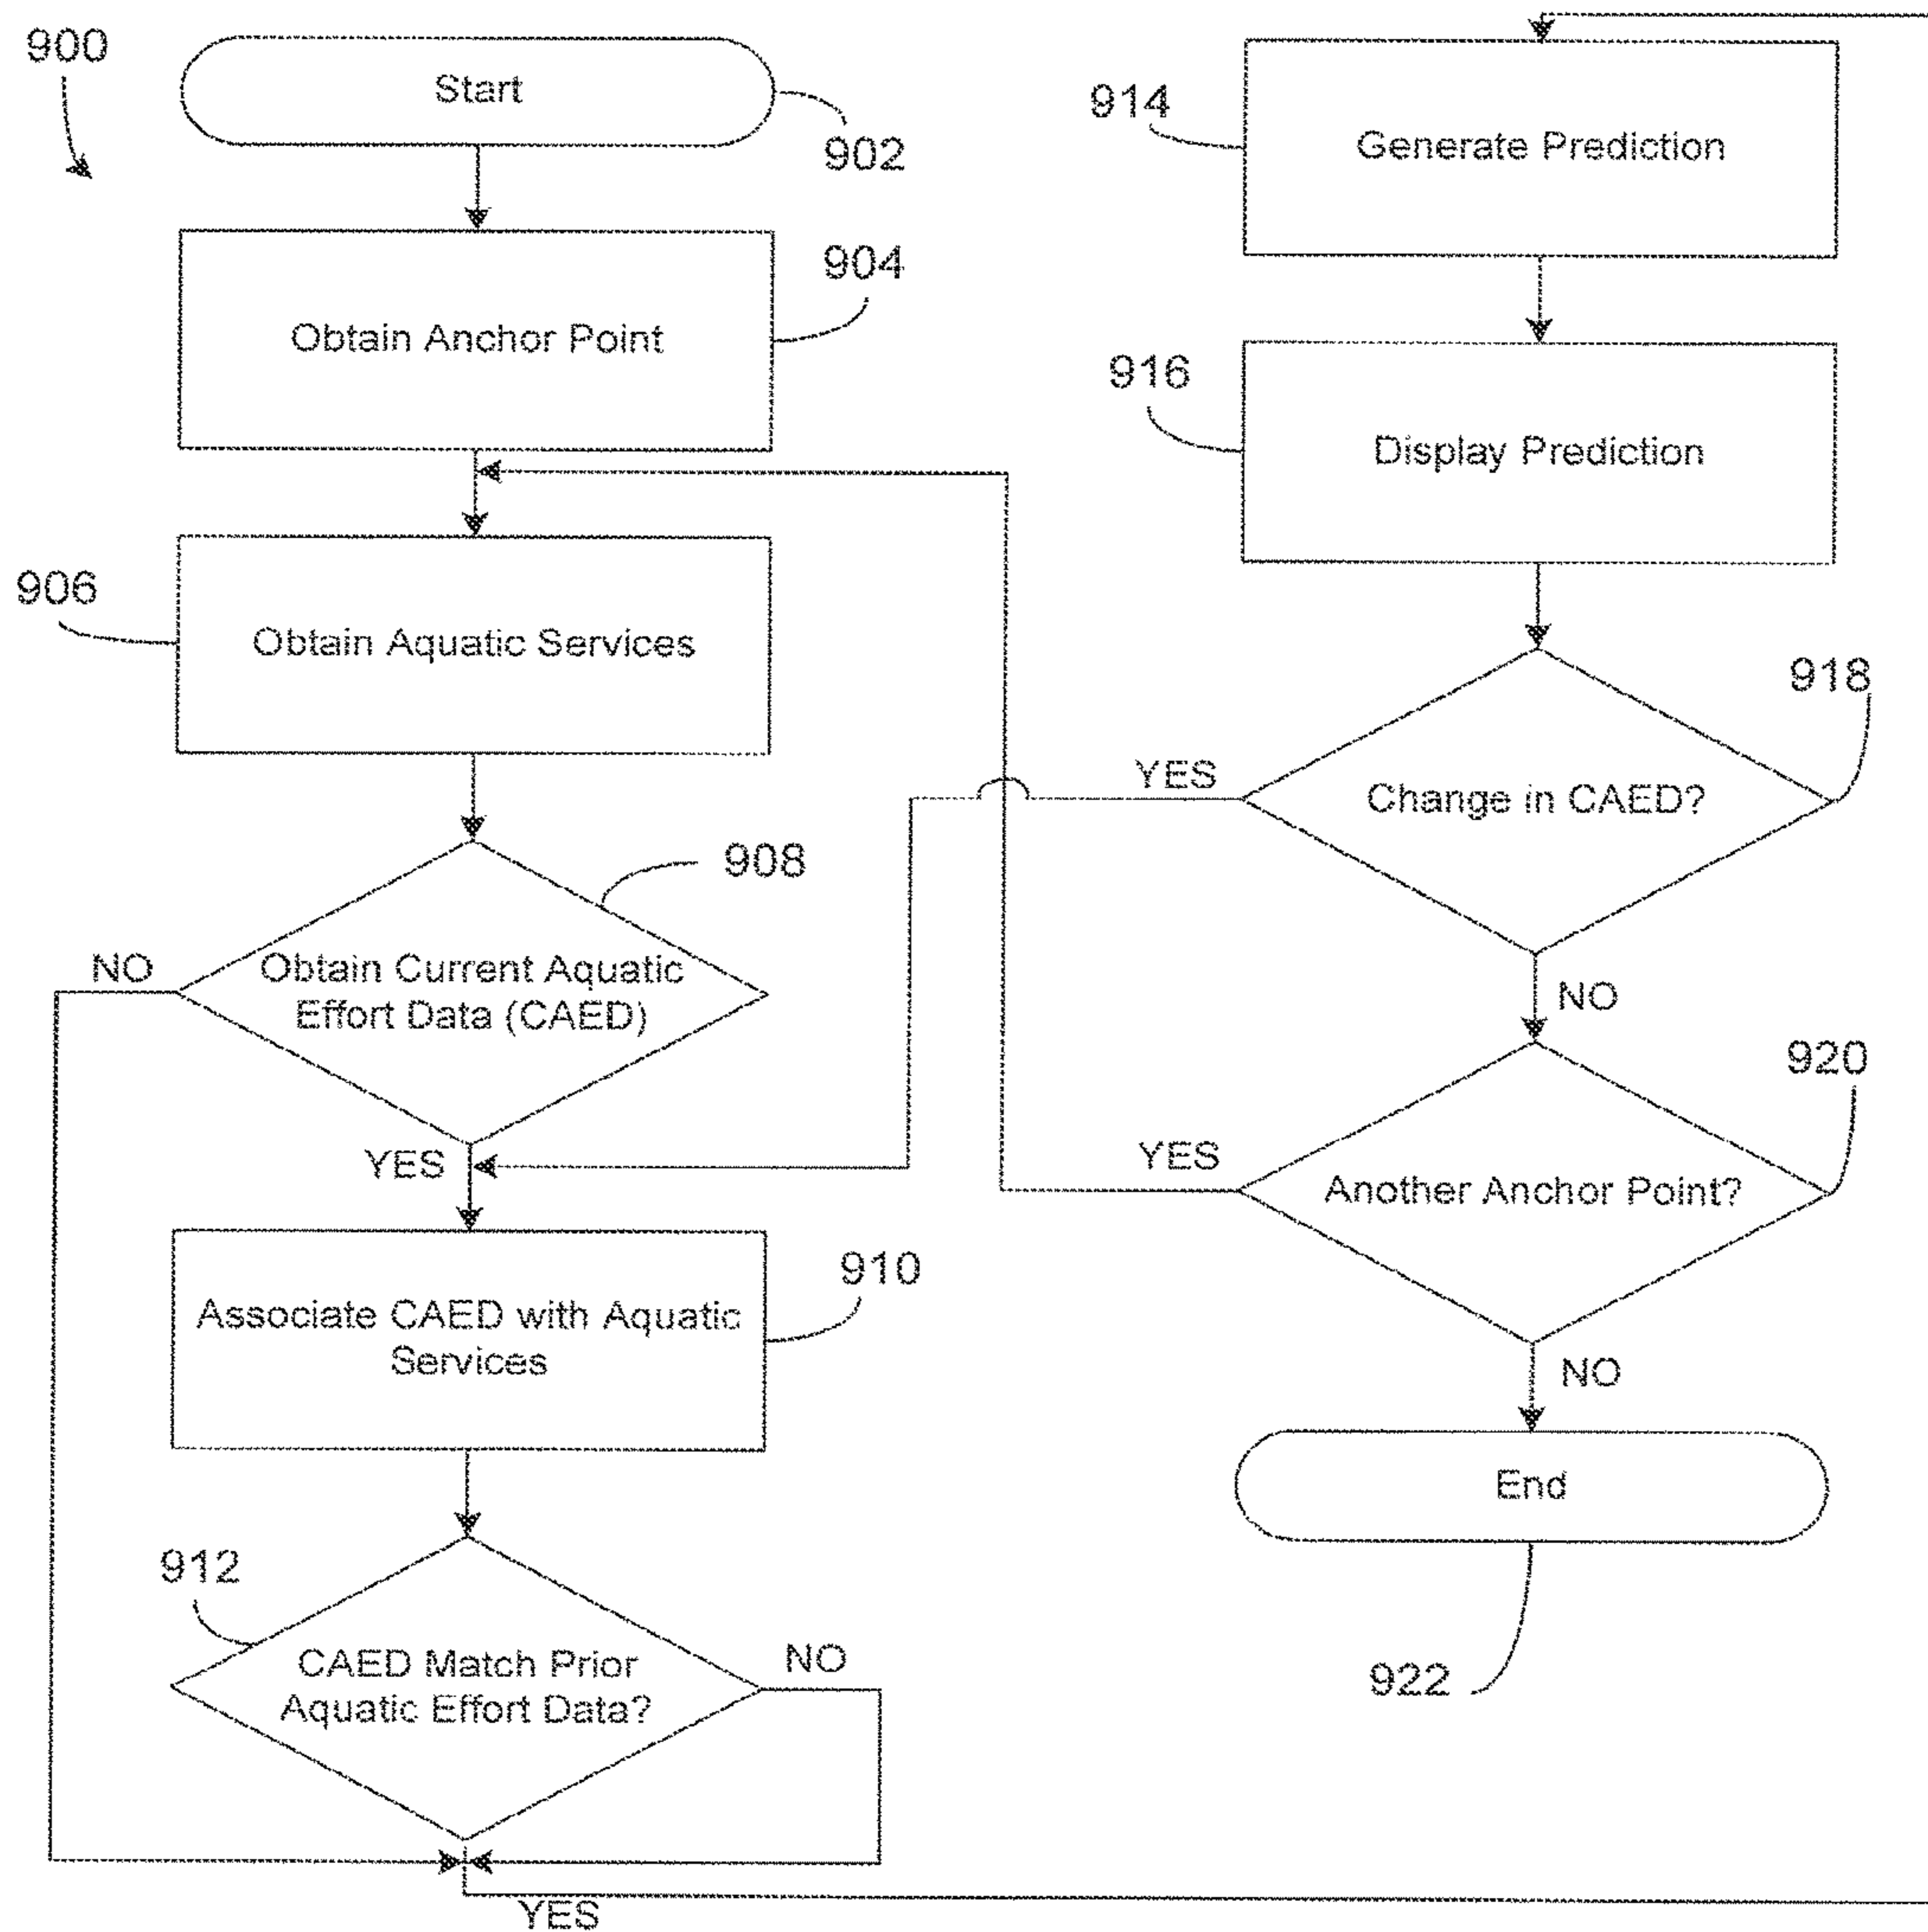 900
Start
902
Obtain Anchor Point
904
Obtain Aquatic Services
906
Obtain Current Aquatic
Effort Data (CAED)
908
NO
YES
Associate CAED with Aquatic
Services
910
CAED Match Prior
Aquatic Effort Data?
912
NO
YES
Generate Prediction
914
Display Prediction
916
Change in CAED?
918
YES
NO
Another Anchor Point?
920
YES
NO
End
922